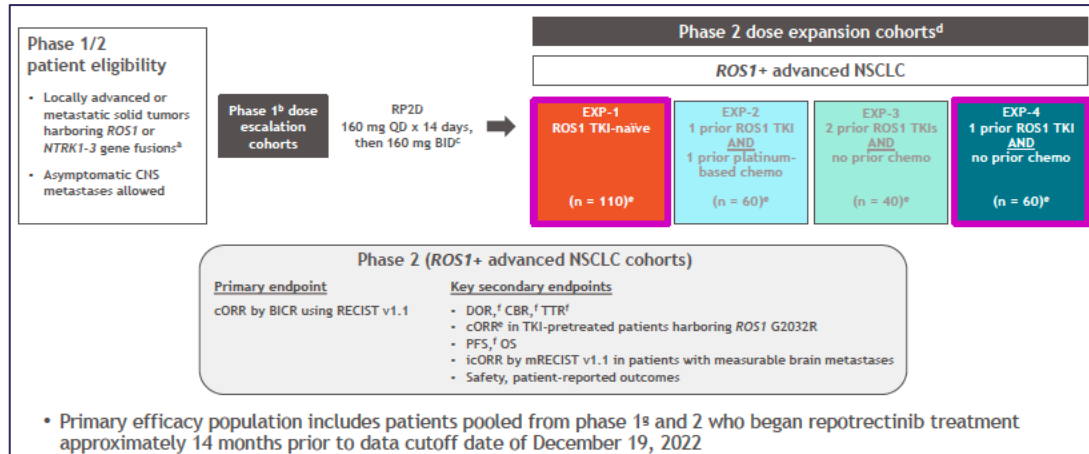 Phase 1/2
patient eligibility
• Locally advanced or
metastatic solid tumors
harboring ROS1 or
NTRK1-3 gene fusionsᵃ
• Asymptomatic CNS
metastases allowed
Phase 1ᵇ dose
escalation
cohorts
RP2D
160 mg QD x 14 days,
then 160 mg BIDᶜ
Phase 2 dose expansion cohortsᵈ
ROS1+ advanced NSCLC
EXP-1
ROS1 TKI-naïve
(n = 110)ᵉ
EXP-2
1 prior ROS1 TKI
AND
1 prior platinum-
based chemo
(n = 60)ᵉ
EXP-3
2 prior ROS1 TKIs
AND
no prior chemo
(n = 40)ᵉ
EXP-4
1 prior ROS1 TKI
AND
no prior chemo
(n = 60)ᵉ
Phase 2 (ROS1+ advanced NSCLC cohorts)
Primary endpoint
cORR by BICR using RECIST v1.1
Key secondary endpoints
• DOR,ᶠ CBR,ᶠ TTRᶠ
• cORRᵉ in TKI-pretreated patients harboring ROS1 G2032R
• PFS,ᶠ OS
• icORR by mRECIST v1.1 in patients with measurable brain metastases
• Safety, patient-reported outcomes
• Primary efficacy population includes patients pooled from phase 1ᵍ and 2 who began repotrectinib treatment
approximately 14 months prior to data cutoff date of December 19, 2022